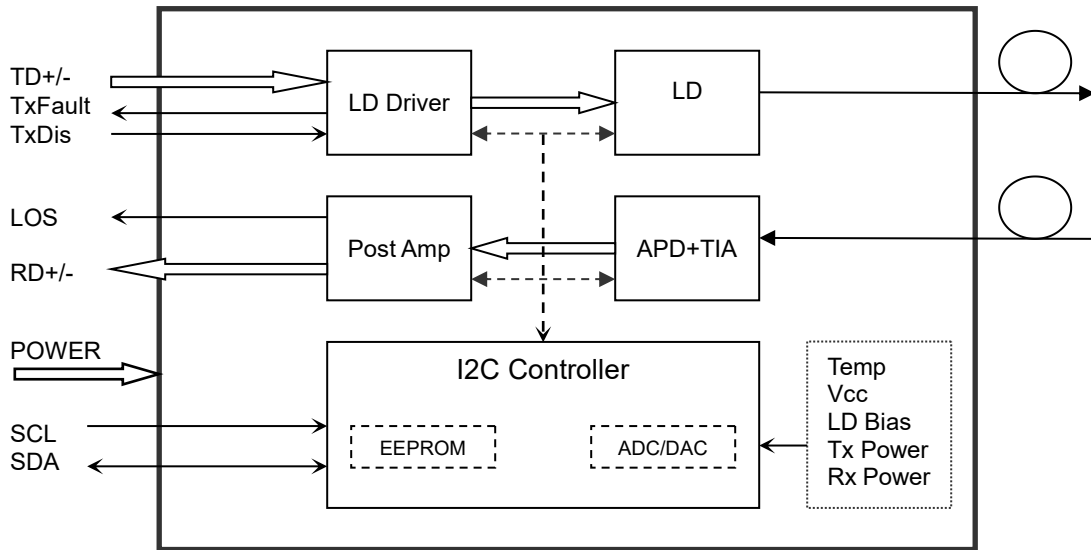 TD+/-
TxFault
TxDis
LD Driver
LD
LOS
RD+/-
Post Amp
APD+TIA
POWER
SCL
SDA
I2C Controller
EEPROM
ADC/DAC
Temp
Vcc
LD Bias
Tx Power
Rx Power